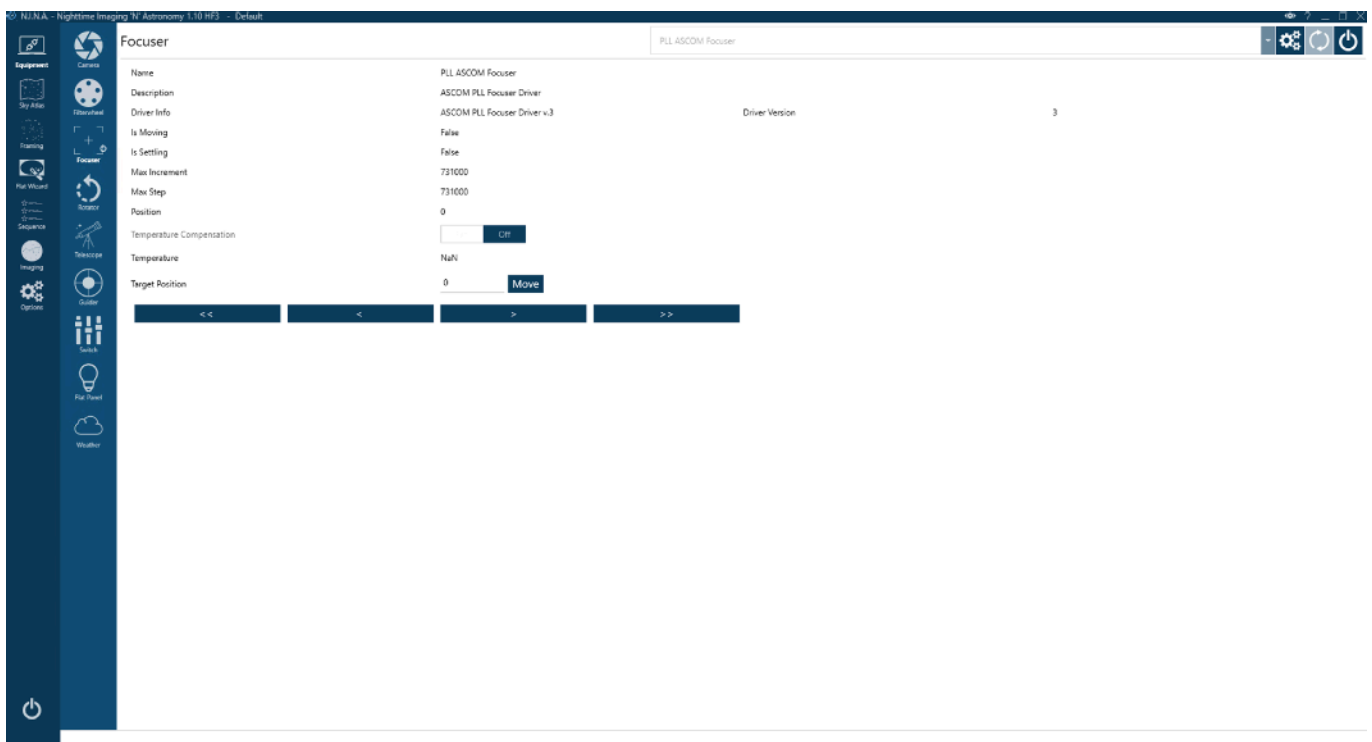 N.I.N.A. - Nighttime Imaging 'N' Astronomy 1.10 HF3 - Default
Equipment
Sky Atlas
Framing
Flat Wizard
Sequence
Imaging
Options
Camera
Filterwheel
Focuser
Rotator
Telescope
Guider
Switch
Flat Panel
Weather
Focuser PLL ASCOM Focuser
Name PLL ASCOM Focuser
Description ASCOM PLL Focuser Driver
Driver Info ASCOM PLL Focuser Driver v.3 Driver Version 3
Is Moving False
Is Settling False
Max Increment 731000
Max Step 731000
Position 0
Temperature Compensation Off
Temperature NaN
Target Position 0 Move
<< < > >>